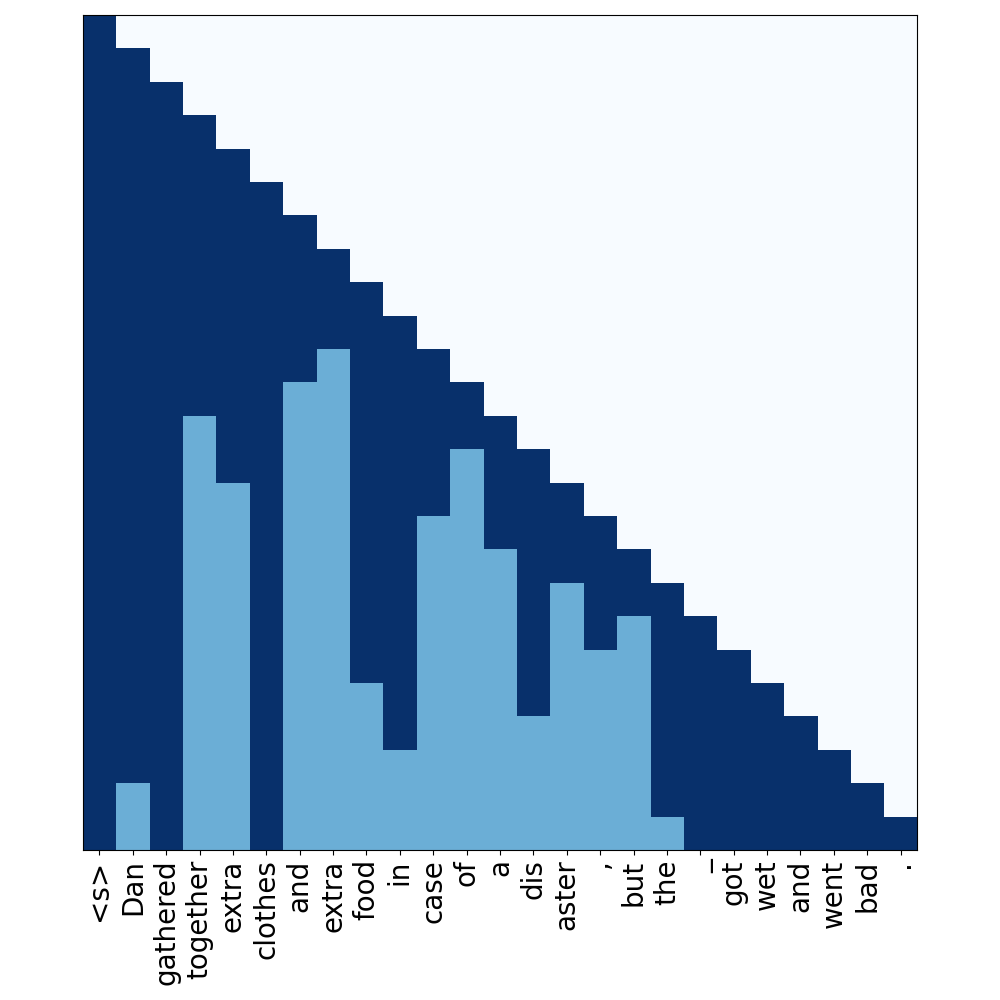 <s>
Dan
gathered
together
extra
clothes
and
extra
food
in
case
of
a
dis
aster
,
but
the
_
got
wet
and
went
bad
.